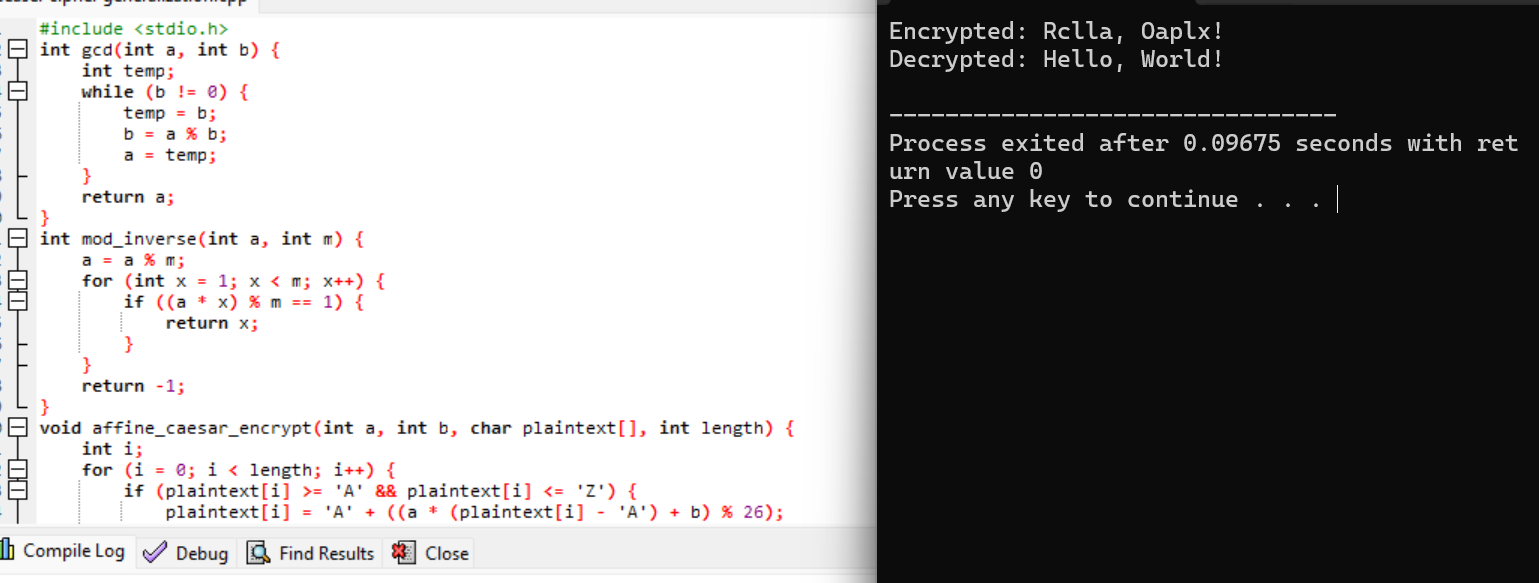 #include <stdio.h>
int gcd(int a, int b) {
    int temp;
    while (b != 0) {
        temp = b;
        b = a % b;
        a = temp;
    }
    return a;
}
int mod_inverse(int a, int m) {
    a = a % m;
    for (int x = 1; x < m; x++) {
        if ((a * x) % m == 1) {
            return x;
        }
    }
    return -1;
}
void affine_caesar_encrypt(int a, int b, char plaintext[], int length) {
    int i;
    for (i = 0; i < length; i++) {
        if (plaintext[i] >= 'A' && plaintext[i] <= 'Z') {
            plaintext[i] = 'A' + ((a * (plaintext[i] - 'A') + b) % 26);
Compile Log Debug Find Results Close
Encrypted: Rclla, Oaplx!
Decrypted: Hello, World!
--------------------------------
Process exited after 0.09675 seconds with ret
urn value 0
Press any key to continue . . .